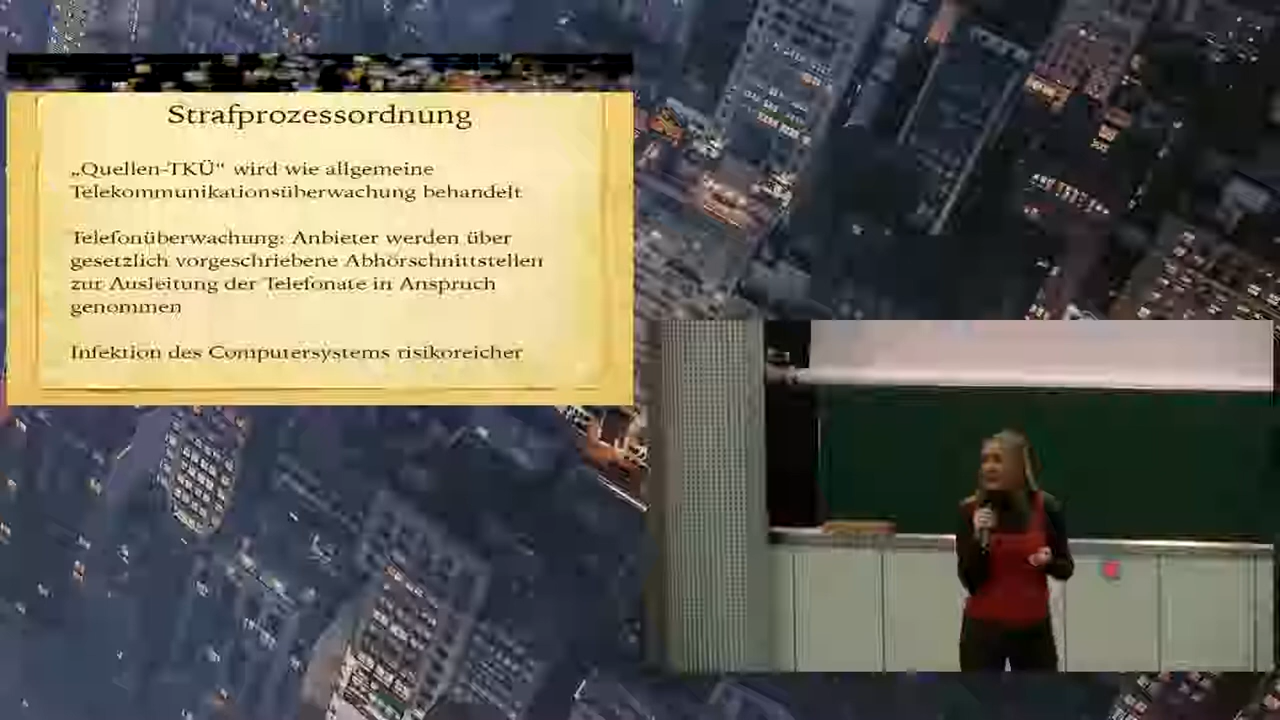 Strafprozessordnung
„Quellen-TKÜ“ wird wie allgemeine
Telekommunikationsüberwachung behandelt
Telefonüberwachung: Anbieter werden über
gesetzlich vorgeschriebene Abhörschnittstellen
zur Ausleitung der Telefonate in Anspruch
genommen
Infektion des Computersystems risikoreicher